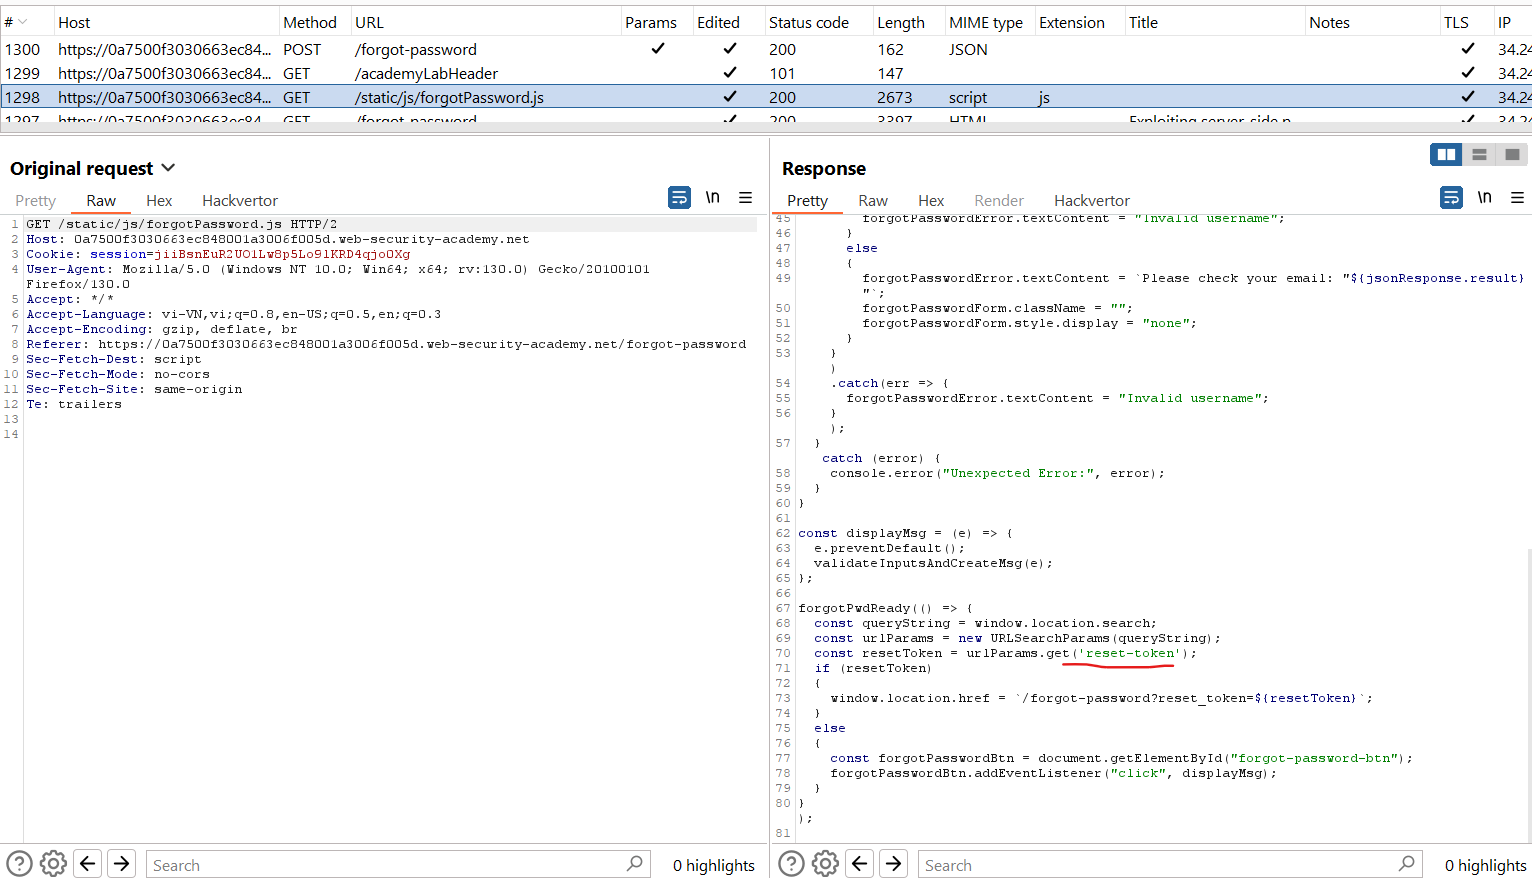 # Host Method URL Params Edited Status code Length MIME type Extension Title Notes TLS IP
1300 https://0a7500f3030663ec84... POST /forgot-password ✓ ✓ 200 162 JSON ✓ 34.24
1299 https://0a7500f3030663ec84... GET /academyLabHeader ✓ 101 147 ✓ 34.24
1298 https://0a7500f3030663ec84... GET /static/js/forgotPassword.js ✓ 200 2673 script js ✓ 34.24
1297 https://0a7500f3030663ec84... GET /forgot-password ✓ 200 3397 HTML Exploiting server-side p... ✓ 34.24
Original request
Pretty Raw Hex Hackvertor \n
1 GET /static/js/forgotPassword.js HTTP/2
2 Host: 0a7500f3030663ec848001a3006f005d.web-security-academy.net
3 Cookie: session=jiiBsnEuR2UO1Lw8p5Lo9lKRD4qjoOXg
4 User-Agent: Mozilla/5.0 (Windows NT 10.0; Win64; x64; rv:130.0) Gecko/20100101
Firefox/130.0
5 Accept: */*
6 Accept-Language: vi-VN,vi;q=0.8,en-US;q=0.5,en;q=0.3
7 Accept-Encoding: gzip, deflate, br
8 Referer: https://0a7500f3030663ec848001a3006f005d.web-security-academy.net/forgot-password
9 Sec-Fetch-Dest: script
10 Sec-Fetch-Mode: no-cors
11 Sec-Fetch-Site: same-origin
12 Te: trailers
13
14
Search 0 highlights
Response
Pretty Raw Hex Render Hackvertor \n
45 forgotPasswordError.textContent = "Invalid username";
46 }
47 else
48 {
49 forgotPasswordError.textContent = `Please check your email: "${jsonResponse.result}
"`;
50 forgotPasswordForm.className = "";
51 forgotPasswordForm.style.display = "none";
52 }
53 }
)
54 .catch(err => {
55 forgotPasswordError.textContent = "Invalid username";
56 }
);
57 }
catch (error) {
58 console.error("Unexpected Error:", error);
59 }
60 }
61
62 const displayMsg = (e) => {
63 e.preventDefault();
64 validateInputsAndCreateMsg(e);
65 };
66
67 forgotPwdReady(() => {
68 const queryString = window.location.search;
69 const urlParams = new URLSearchParams(queryString);
70 const resetToken = urlParams.get('reset-token');
71 if (resetToken)
72 {
73 window.location.href = `/forgot-password?reset_token=${resetToken}`;
74 }
75 else
76 {
77 const forgotPasswordBtn = document.getElementById("forgot-password-btn");
78 forgotPasswordBtn.addEventListener("click", displayMsg);
79 }
80 }
);
81
Search 0 highlights